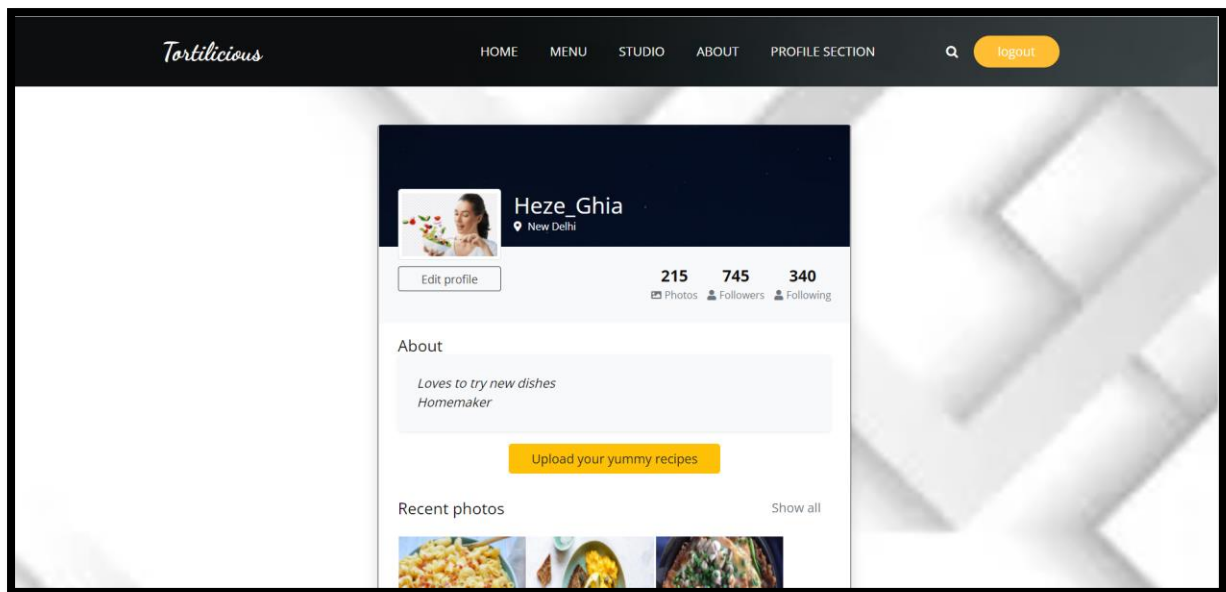 Tortilicious HOME MENU STUDIO ABOUT PROFILE SECTION logout
Heze_Ghia
New Delhi
Edit profile
215 745 340
Photos Followers Following
About
Loves to try new dishes
Homemaker
Upload your yummy recipes
Recent photos Show all